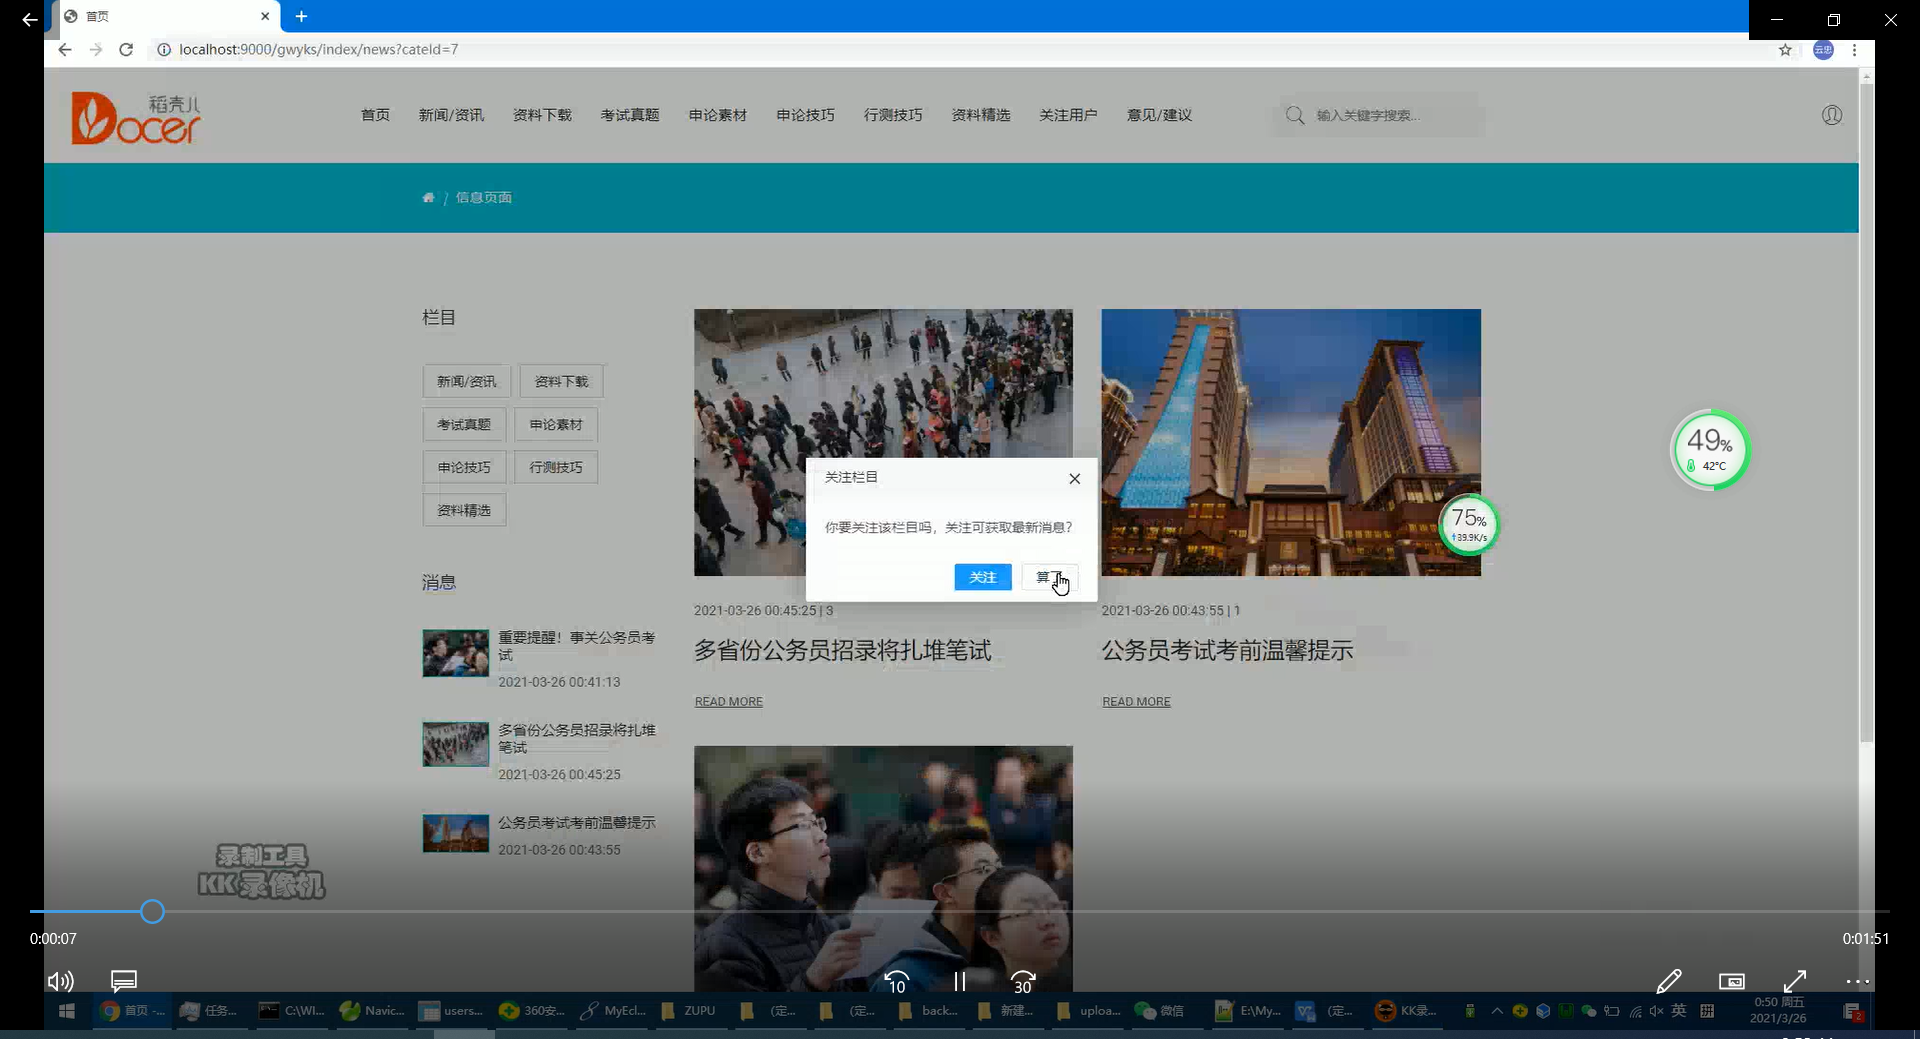 首页
localhost:9000/gwyks/index/news?cateId=7
云忠
稻壳儿
Docer
首页 新闻/资讯 资料下载 考试真题 申论素材 申论技巧 行测技巧 资料精选 关注用户 意见/建议 输入关键字搜索...
/ 信息页面
栏目
新闻/资讯 资料下载
考试真题 申论素材
申论技巧 行测技巧
资料精选
消息
重要提醒！事关公务员考
试
2021-03-26 00:41:13
多省份公务员招录将扎堆
笔试
2021-03-26 00:45:25
公务员考试考前温馨提示
2021-03-26 00:43:55
2021-03-26 00:45:25 | 3
多省份公务员招录将扎堆笔试
READ MORE
2021-03-26 00:43:55 | 1
公务员考试考前温馨提示
READ MORE
关注栏目
你要关注该栏目吗，关注可获取最新消息？
关注 算了
49%
42°C
75%
↑39.9K/s
录制工具
KK录像机
0:00:07
0:01:51
10
30
首页 -... 任务... C:\WI... Navic... users... 360安... MyEcl... ZUPU (定... (定... back... 新建... uploa... 微信 E:\My... (定... KK录... 英 拼
0:50 周五
2021/3/26
2